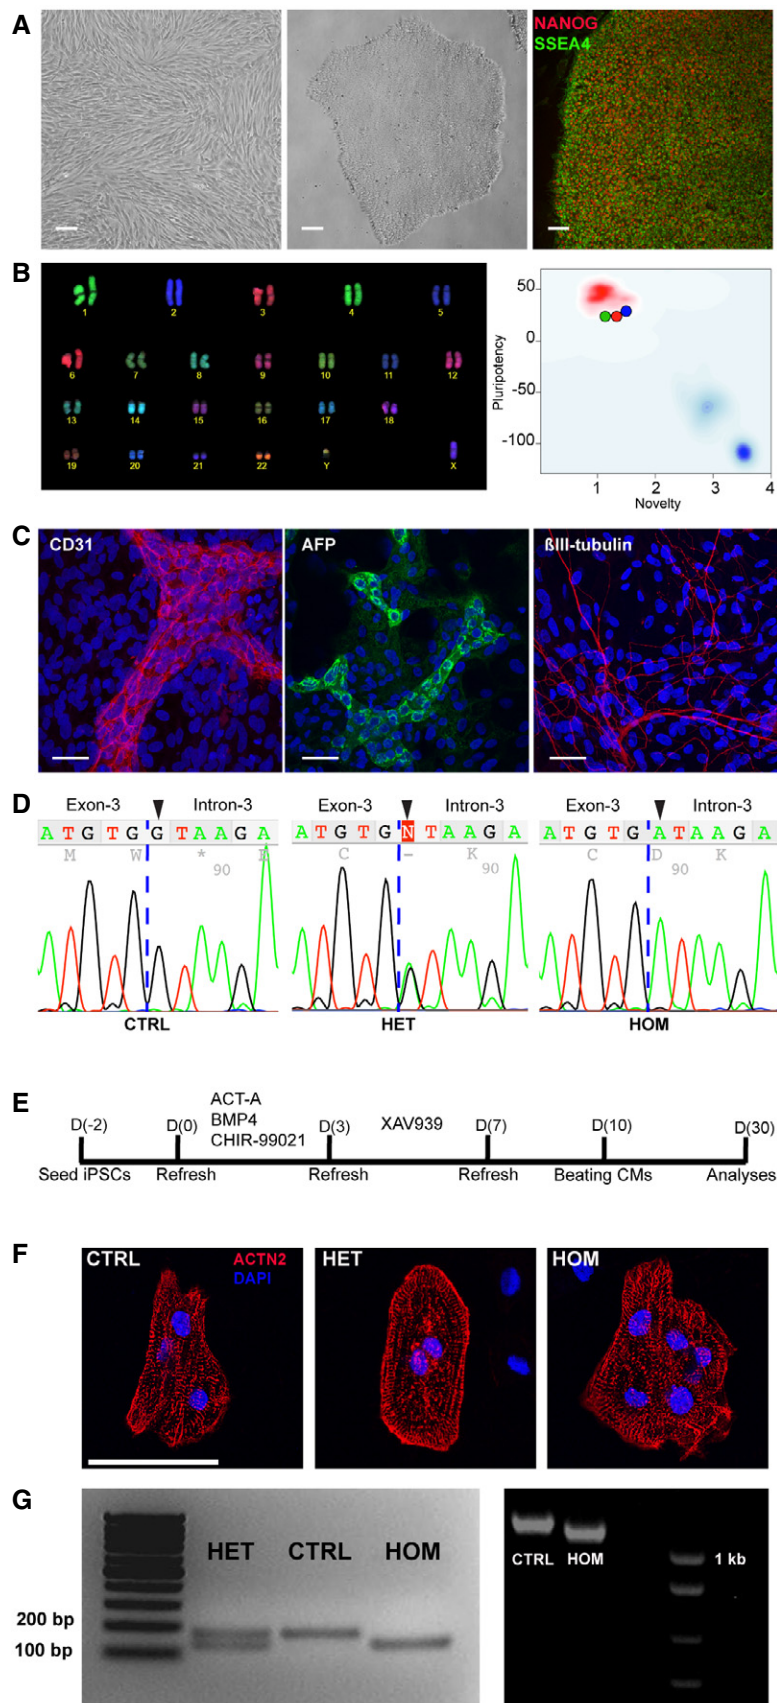 A
NANOG
SSEA4
B
1 2 3 4 5
6 7 8 9 10 11 12
13 14 15 16 17 18
19 20 21 22 Y X
Pluripotency
50
0
-50
-100
1 2 3 4
Novelty
C
CD31
AFP
ßIII-tubulin
D
Exon-3 Intron-3
A T G T G G T A A G A
M W *
90
CTRL
Exon-3 Intron-3
A T G T G N T A A G A
C - K
90
HET
Exon-3 Intron-3
A T G T G A T A A G A
C D K
90
HOM
E
ACT-A
BMP4
CHIR-99021
XAV939
D(-2) D(0) D(3) D(7) D(10) D(30)
Seed iPSCs Refresh Refresh Refresh Beating CMs Analyses
F
CTRL
ACTN2
DAPI
HET
HOM
G
HET CTRL HOM
200 bp
100 bp
CTRL HOM
1 kb